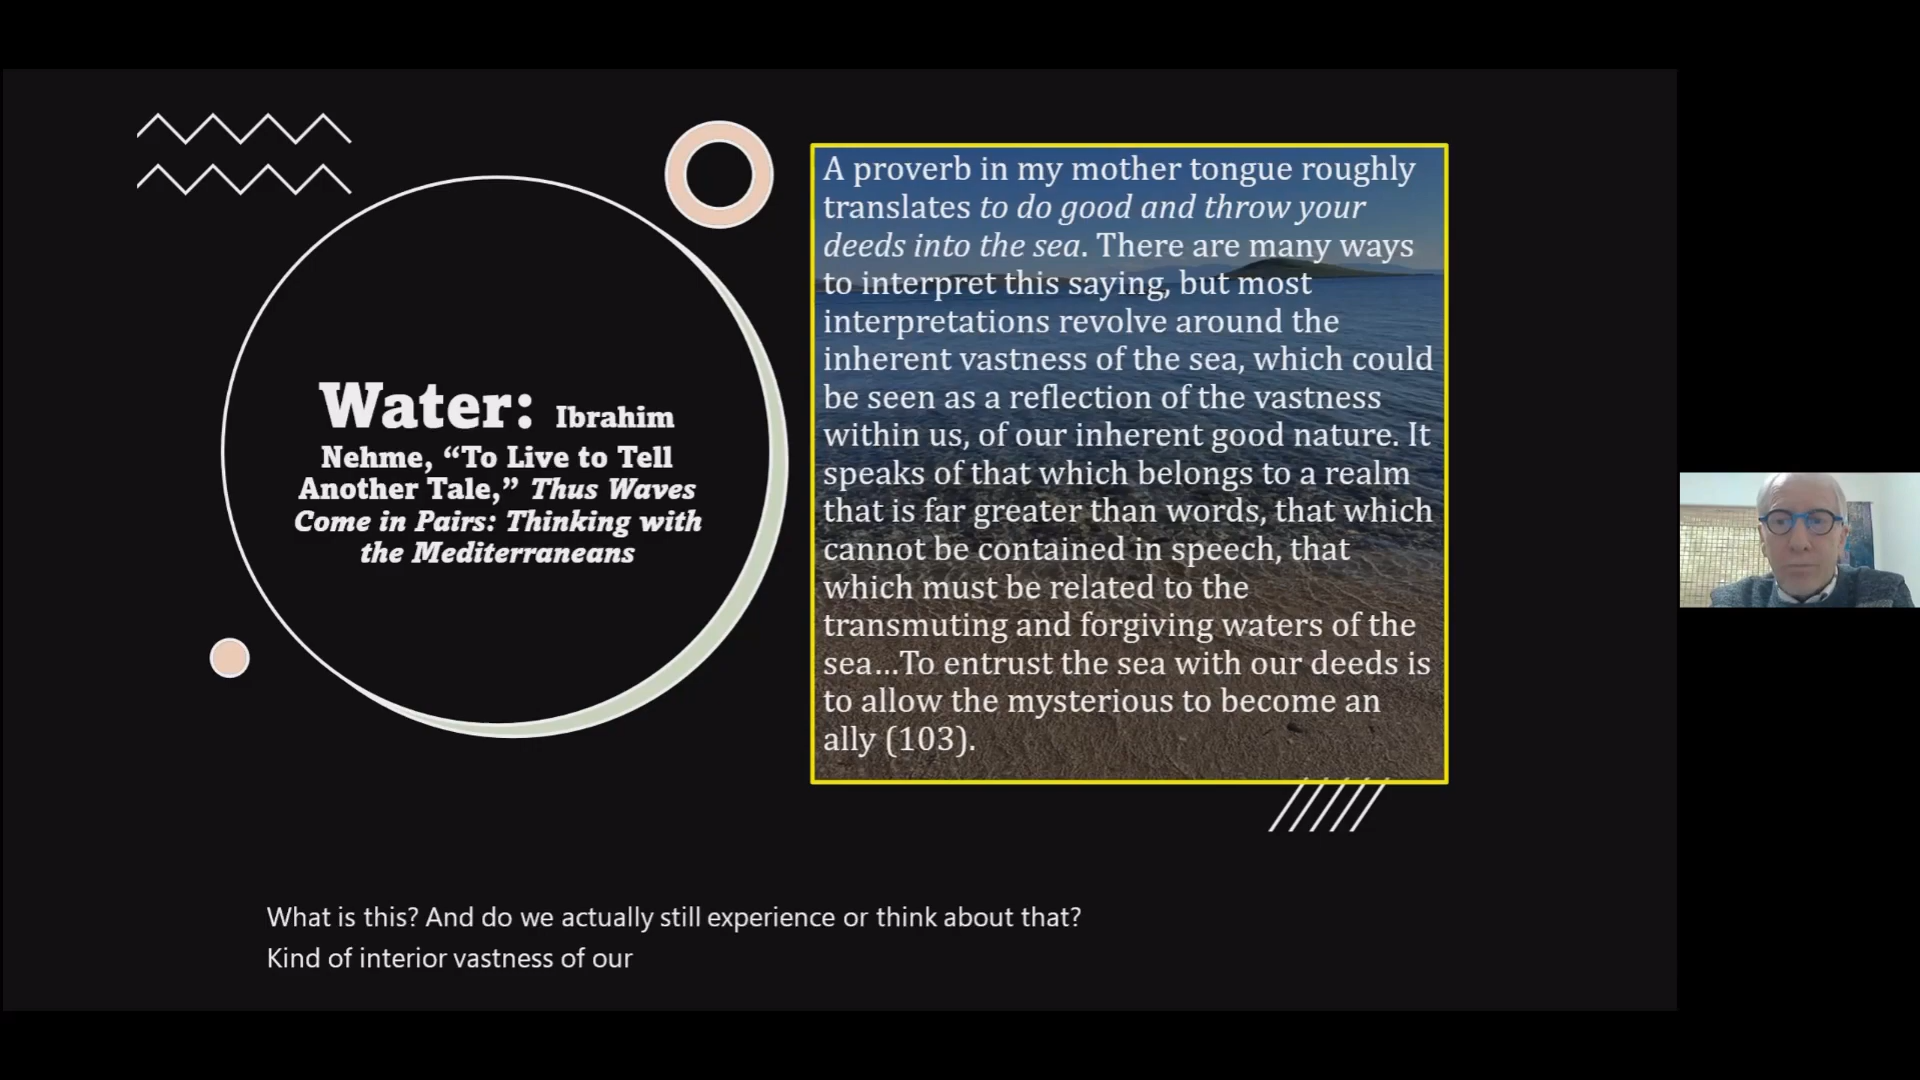 Water: Ibrahim
Nehme, “To Live to Tell
Another Tale,” Thus Waves
Come in Pairs: Thinking with
the Mediterraneans
A proverb in my mother tongue roughly
translates to do good and throw your
deeds into the sea. There are many ways
to interpret this saying, but most
interpretations revolve around the
inherent vastness of the sea, which could
be seen as a reflection of the vastness
within us, of our inherent good nature. It
speaks of that which belongs to a realm
that is far greater than words, that which
cannot be contained in speech, that
which must be related to the
transmuting and forgiving waters of the
sea…To entrust the sea with our deeds is
to allow the mysterious to become an
ally (103).
What is this? And do we actually still experience or think about that?
Kind of interior vastness of our